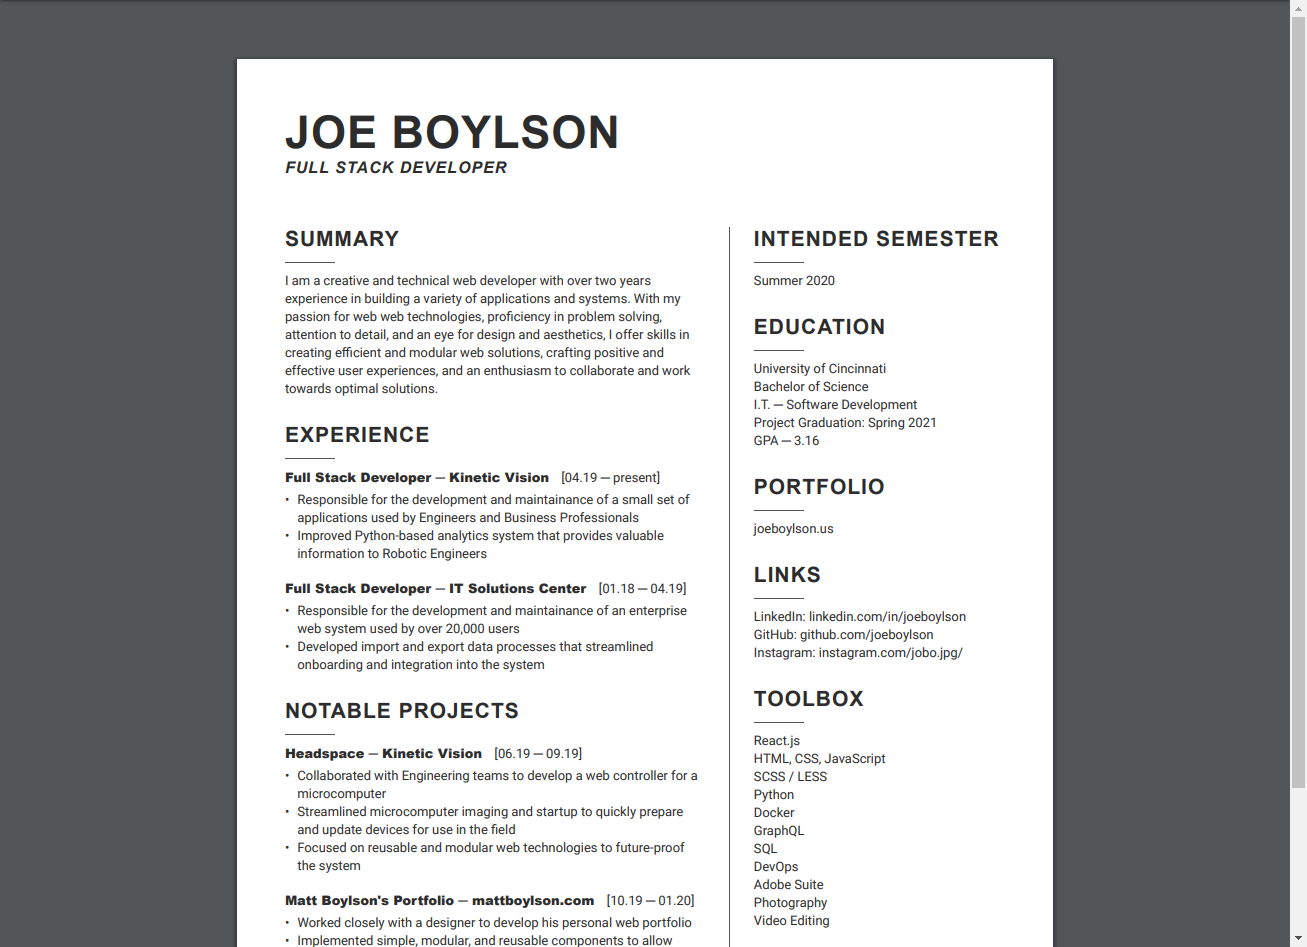 JOE BOYLSON
FULL STACK DEVELOPER
SUMMARY
I am a creative and technical web developer with over two years
experience in building a variety of applications and systems. With my
passion for web web technologies, proficiency in problem solving,
attention to detail, and an eye for design and aesthetics, I offer skills in
creating efficient and modular web solutions, crafting positive and
effective user experiences, and an enthusiasm to collaborate and work
towards optimal solutions.
EXPERIENCE
Full Stack Developer — Kinetic Vision [04.19 — present]
• Responsible for the development and maintainance of a small set of
applications used by Engineers and Business Professionals
• Improved Python-based analytics system that provides valuable
information to Robotic Engineers
Full Stack Developer — IT Solutions Center [01.18 — 04.19]
• Responsible for the development and maintainance of an enterprise
web system used by over 20,000 users
• Developed import and export data processes that streamlined
onboarding and integration into the system
NOTABLE PROJECTS
Headspace — Kinetic Vision [06.19 — 09.19]
• Collaborated with Engineering teams to develop a web controller for a
microcomputer
• Streamlined microcomputer imaging and startup to quickly prepare
and update devices for use in the field
• Focused on reusable and modular web technologies to future-proof
the system
Matt Boylson's Portfolio — mattboylson.com [10.19 — 01.20]
• Worked closely with a designer to develop his personal web portfolio
• Implemented simple, modular, and reusable components to allow
INTENDED SEMESTER
Summer 2020
EDUCATION
University of Cincinnati
Bachelor of Science
I.T. — Software Development
Project Graduation: Spring 2021
GPA — 3.16
PORTFOLIO
joeboylson.us
LINKS
LinkedIn: linkedin.com/in/joeboylson
GitHub: github.com/joeboylson
Instagram: instagram.com/jobo.jpg/
TOOLBOX
React.js
HTML, CSS, JavaScript
SCSS / LESS
Python
Docker
GraphQL
SQL
DevOps
Adobe Suite
Photography
Video Editing